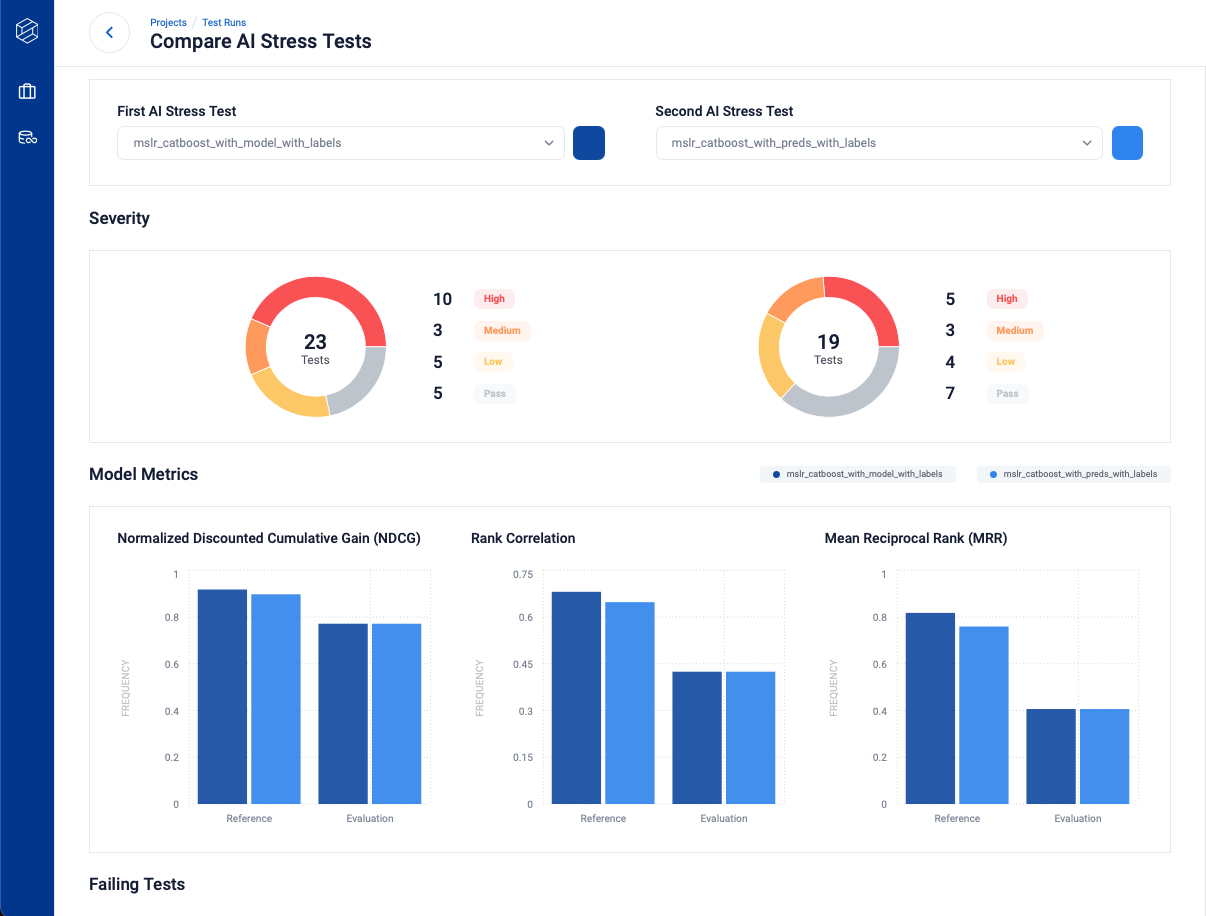 Projects / Test Runs
Compare AI Stress Tests
First AI Stress Test
Second AI Stress Test
mslr_catboost_with_model_with_labels
mslr_catboost_with_preds_with_labels
Severity
23
Tests
10 High
3 Medium
5 Low
5 Pass
19
Tests
5 High
3 Medium
4 Low
7 Pass
Model Metrics
mslr_catboost_with_model_with_labels
mslr_catboost_with_preds_with_labels
Normalized Discounted Cumulative Gain (NDCG)
FREQUENCY
1
0.8
0.6
0.4
0.2
0
Reference Evaluation
Rank Correlation
FREQUENCY
0.75
0.6
0.45
0.3
0.15
0
Reference Evaluation
Mean Reciprocal Rank (MRR)
FREQUENCY
1
0.8
0.6
0.4
0.2
0
Reference Evaluation
Failing Tests